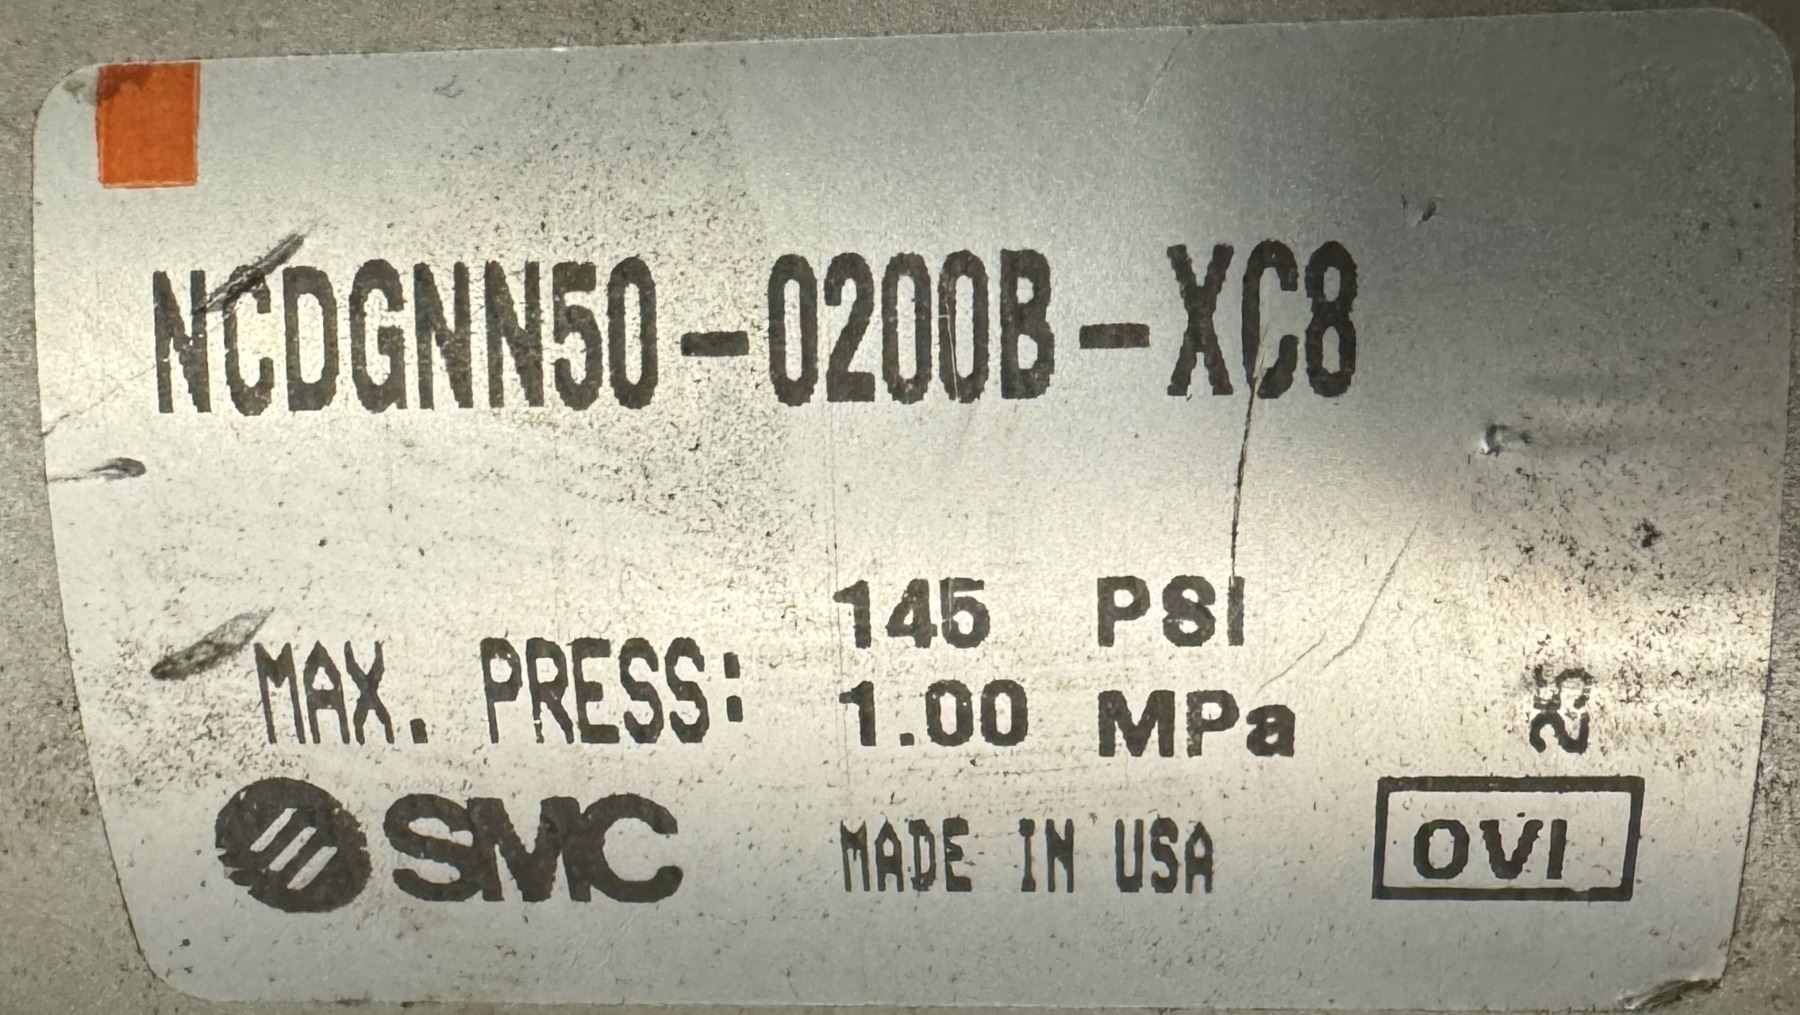 NCDGNN50-0200B-XC8
145 PSI
MAX. PRESS:
1.00 MPa
25
SMC
MADE IN USA
OVI